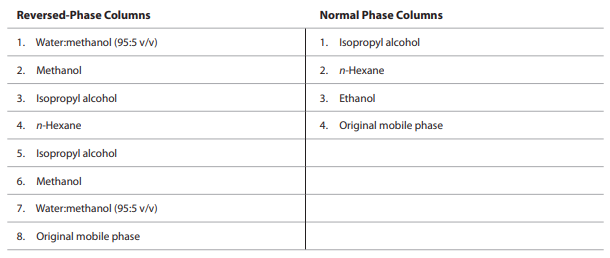 Reversed-Phase Columns Normal Phase Columns
1. Water:methanol (95:5 v/v) 1. Isopropyl alcohol
2. Methanol 2. n-Hexane
3. Isopropyl alcohol 3. Ethanol
4. n-Hexane 4. Original mobile phase
5. Isopropyl alcohol
6. Methanol
7. Water:methanol (95:5 v/v)
8. Original mobile phase